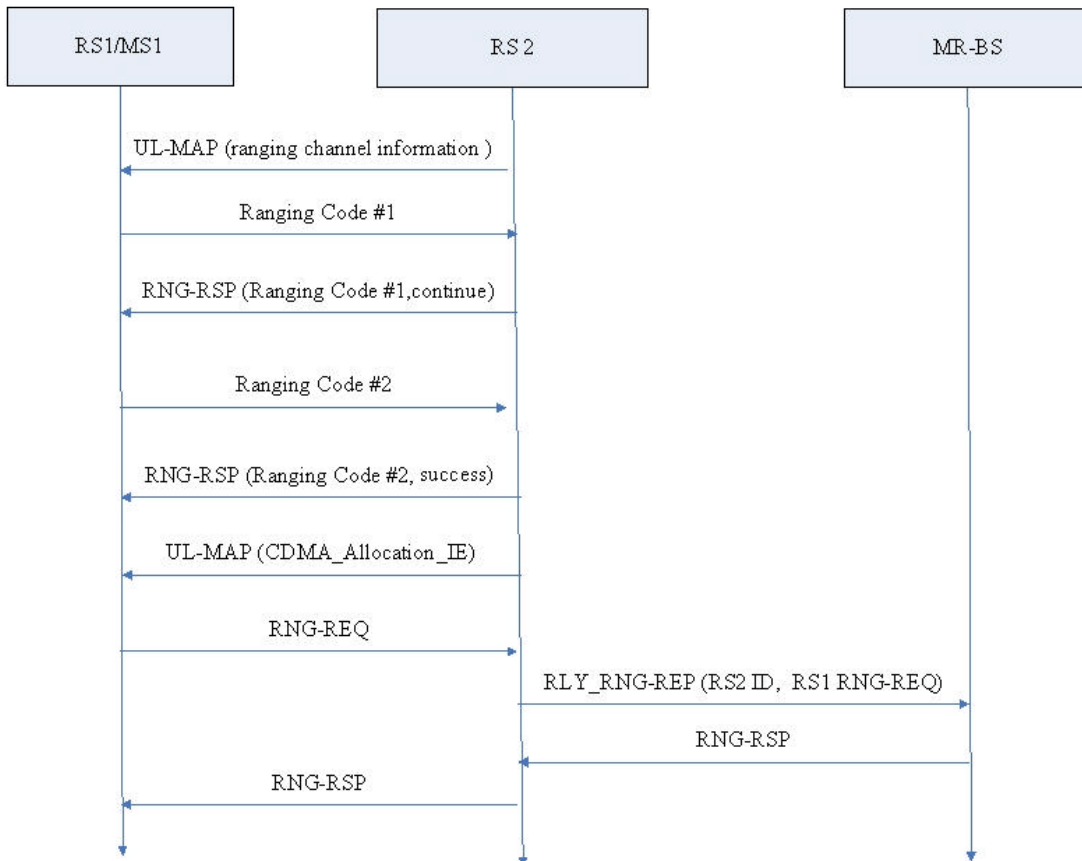 RS1/MS1
RS 2
MR-BS
UL-MAP (ranging channel information )
Ranging Code #1
RNG-RSP (Ranging Code #1,continue)
Ranging Code #2
RNG-RSP (Ranging Code #2, success)
UL-MAP (CDMA_Allocation_IE)
RNG-REQ
RLY_RNG-REP (RS2 ID, RS1 RNG-REQ)
RNG-RSP
RNG-RSP